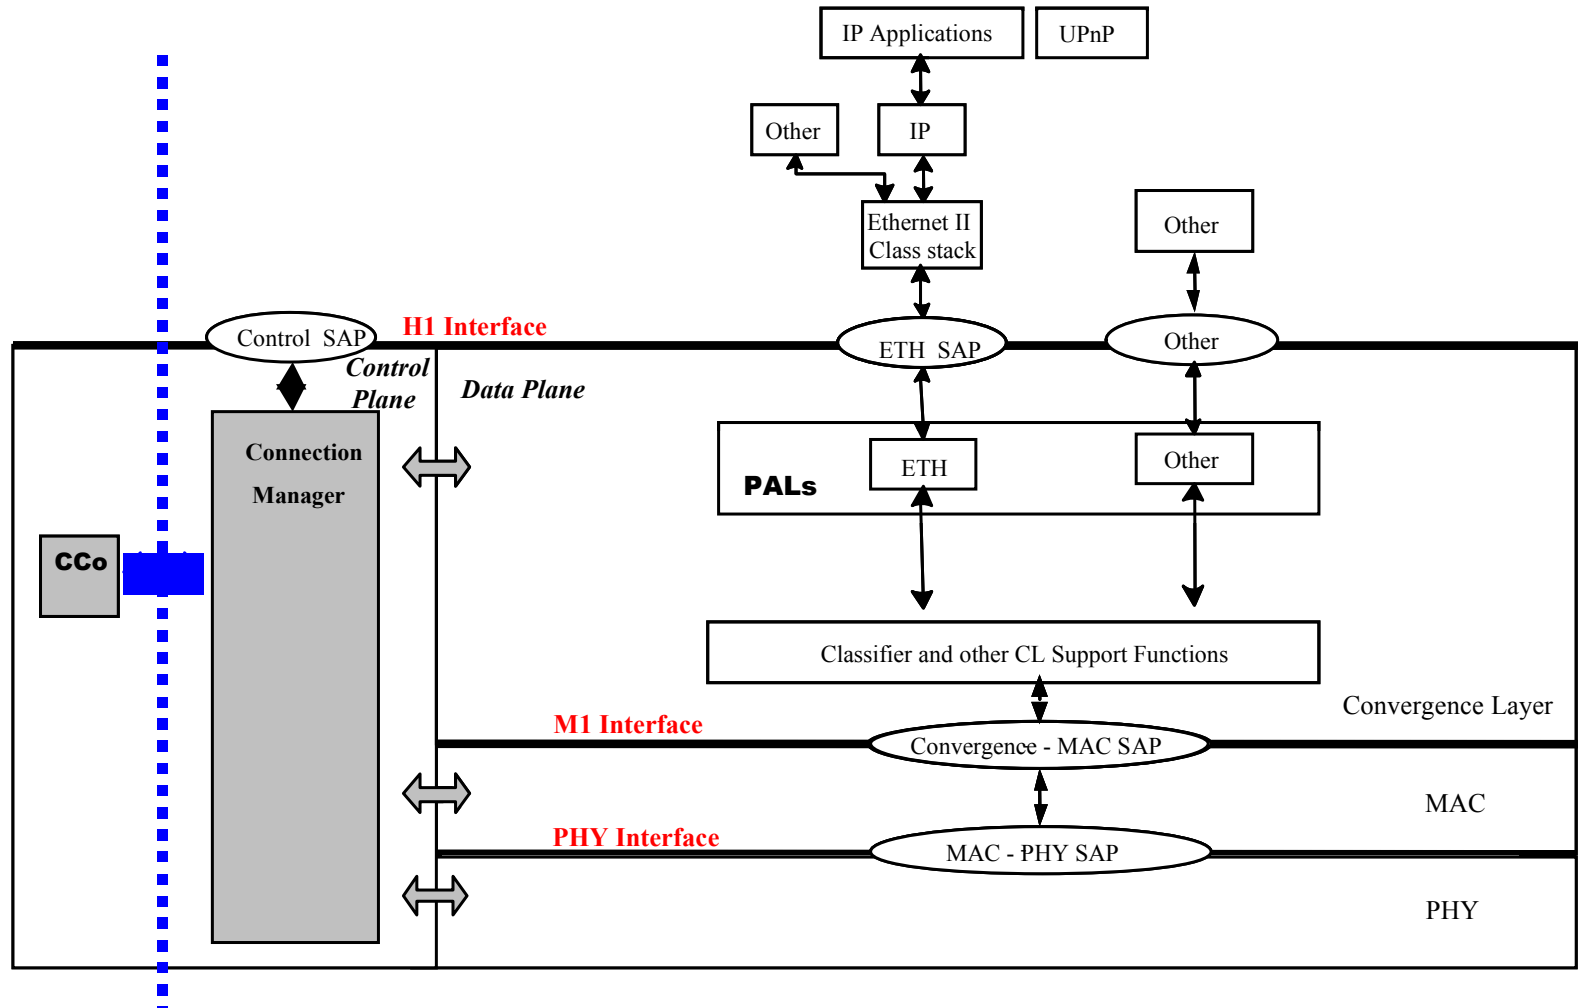 IP Applications
UPnP
Other
IP
Ethernet II
Class stack
Other
Control SAP
H1 Interface
ETH SAP
Other
Control
Plane
Data Plane
Connection
Manager
ETH
Other
PALs
CCo
Classifier and other CL Support Functions
Convergence Layer
M1 Interface
Convergence - MAC SAP
MAC
PHY Interface
MAC - PHY SAP
PHY